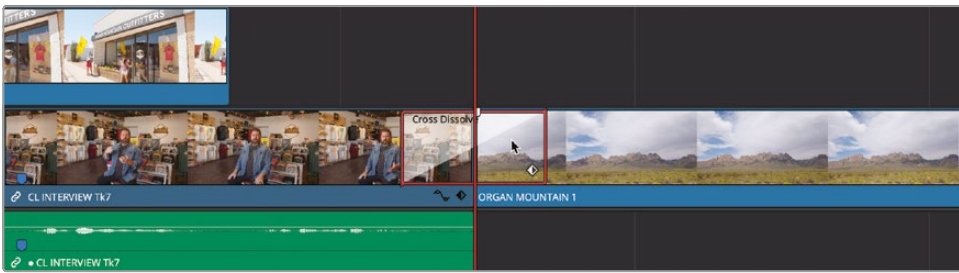 OUTFITTERS
Cross Dissolve
CL INTERVIEW Tk7
ORGAN MOUNTAIN 1
• CL INTERVIEW Tk7